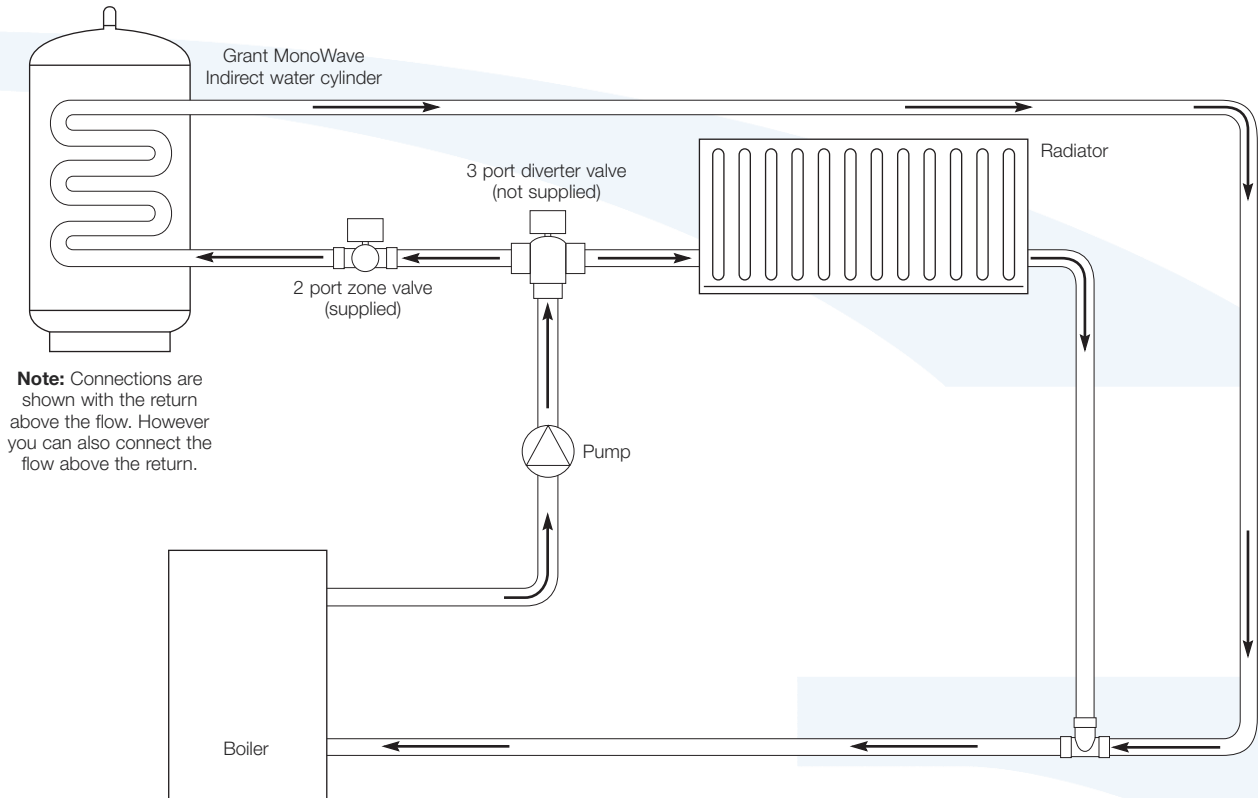 Grant MonoWave
Indirect water cylinder
3 port diverter valve
(not supplied)
Radiator
2 port zone valve
(supplied)
Note: Connections are
shown with the return
above the flow. However
you can also connect the
flow above the return.
Pump
Boiler